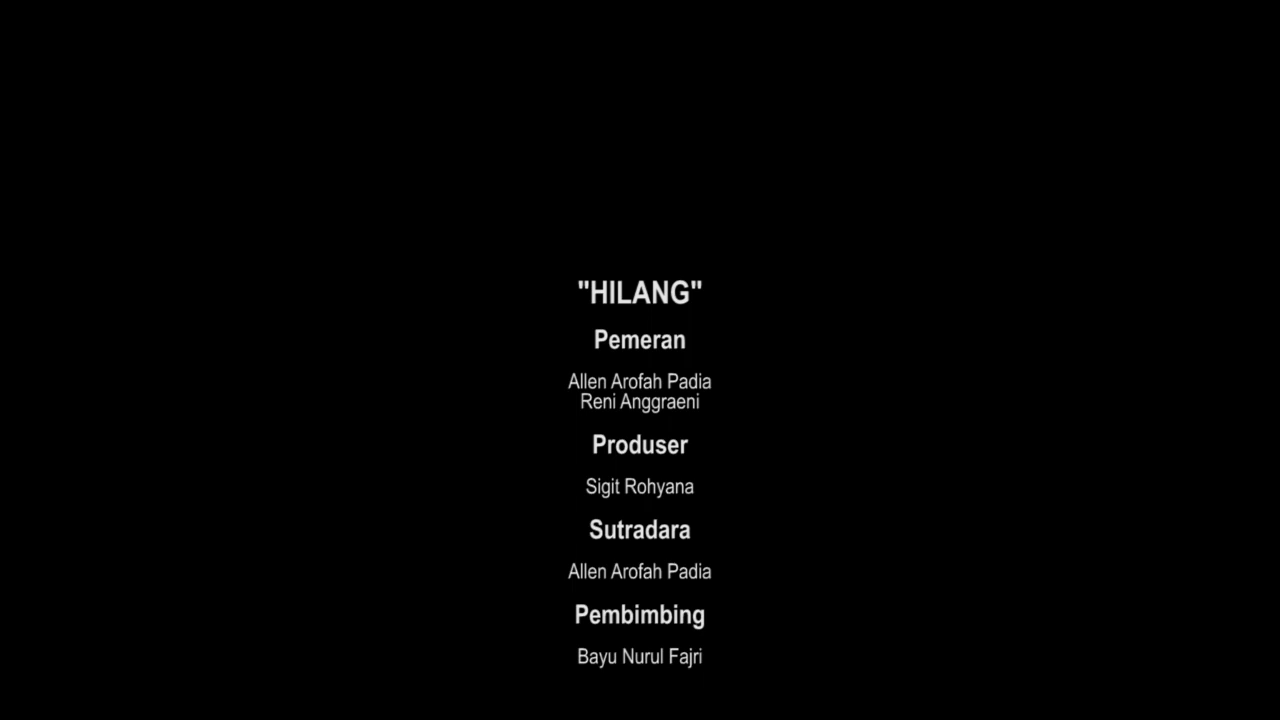 "HILANG"
Pemeran
Allen Arofah Padia
Reni Anggraeni
Produser
Sigit Rohyana
Sutradara
Allen Arofah Padia
Pembimbing
Bayu Nurul Fajri